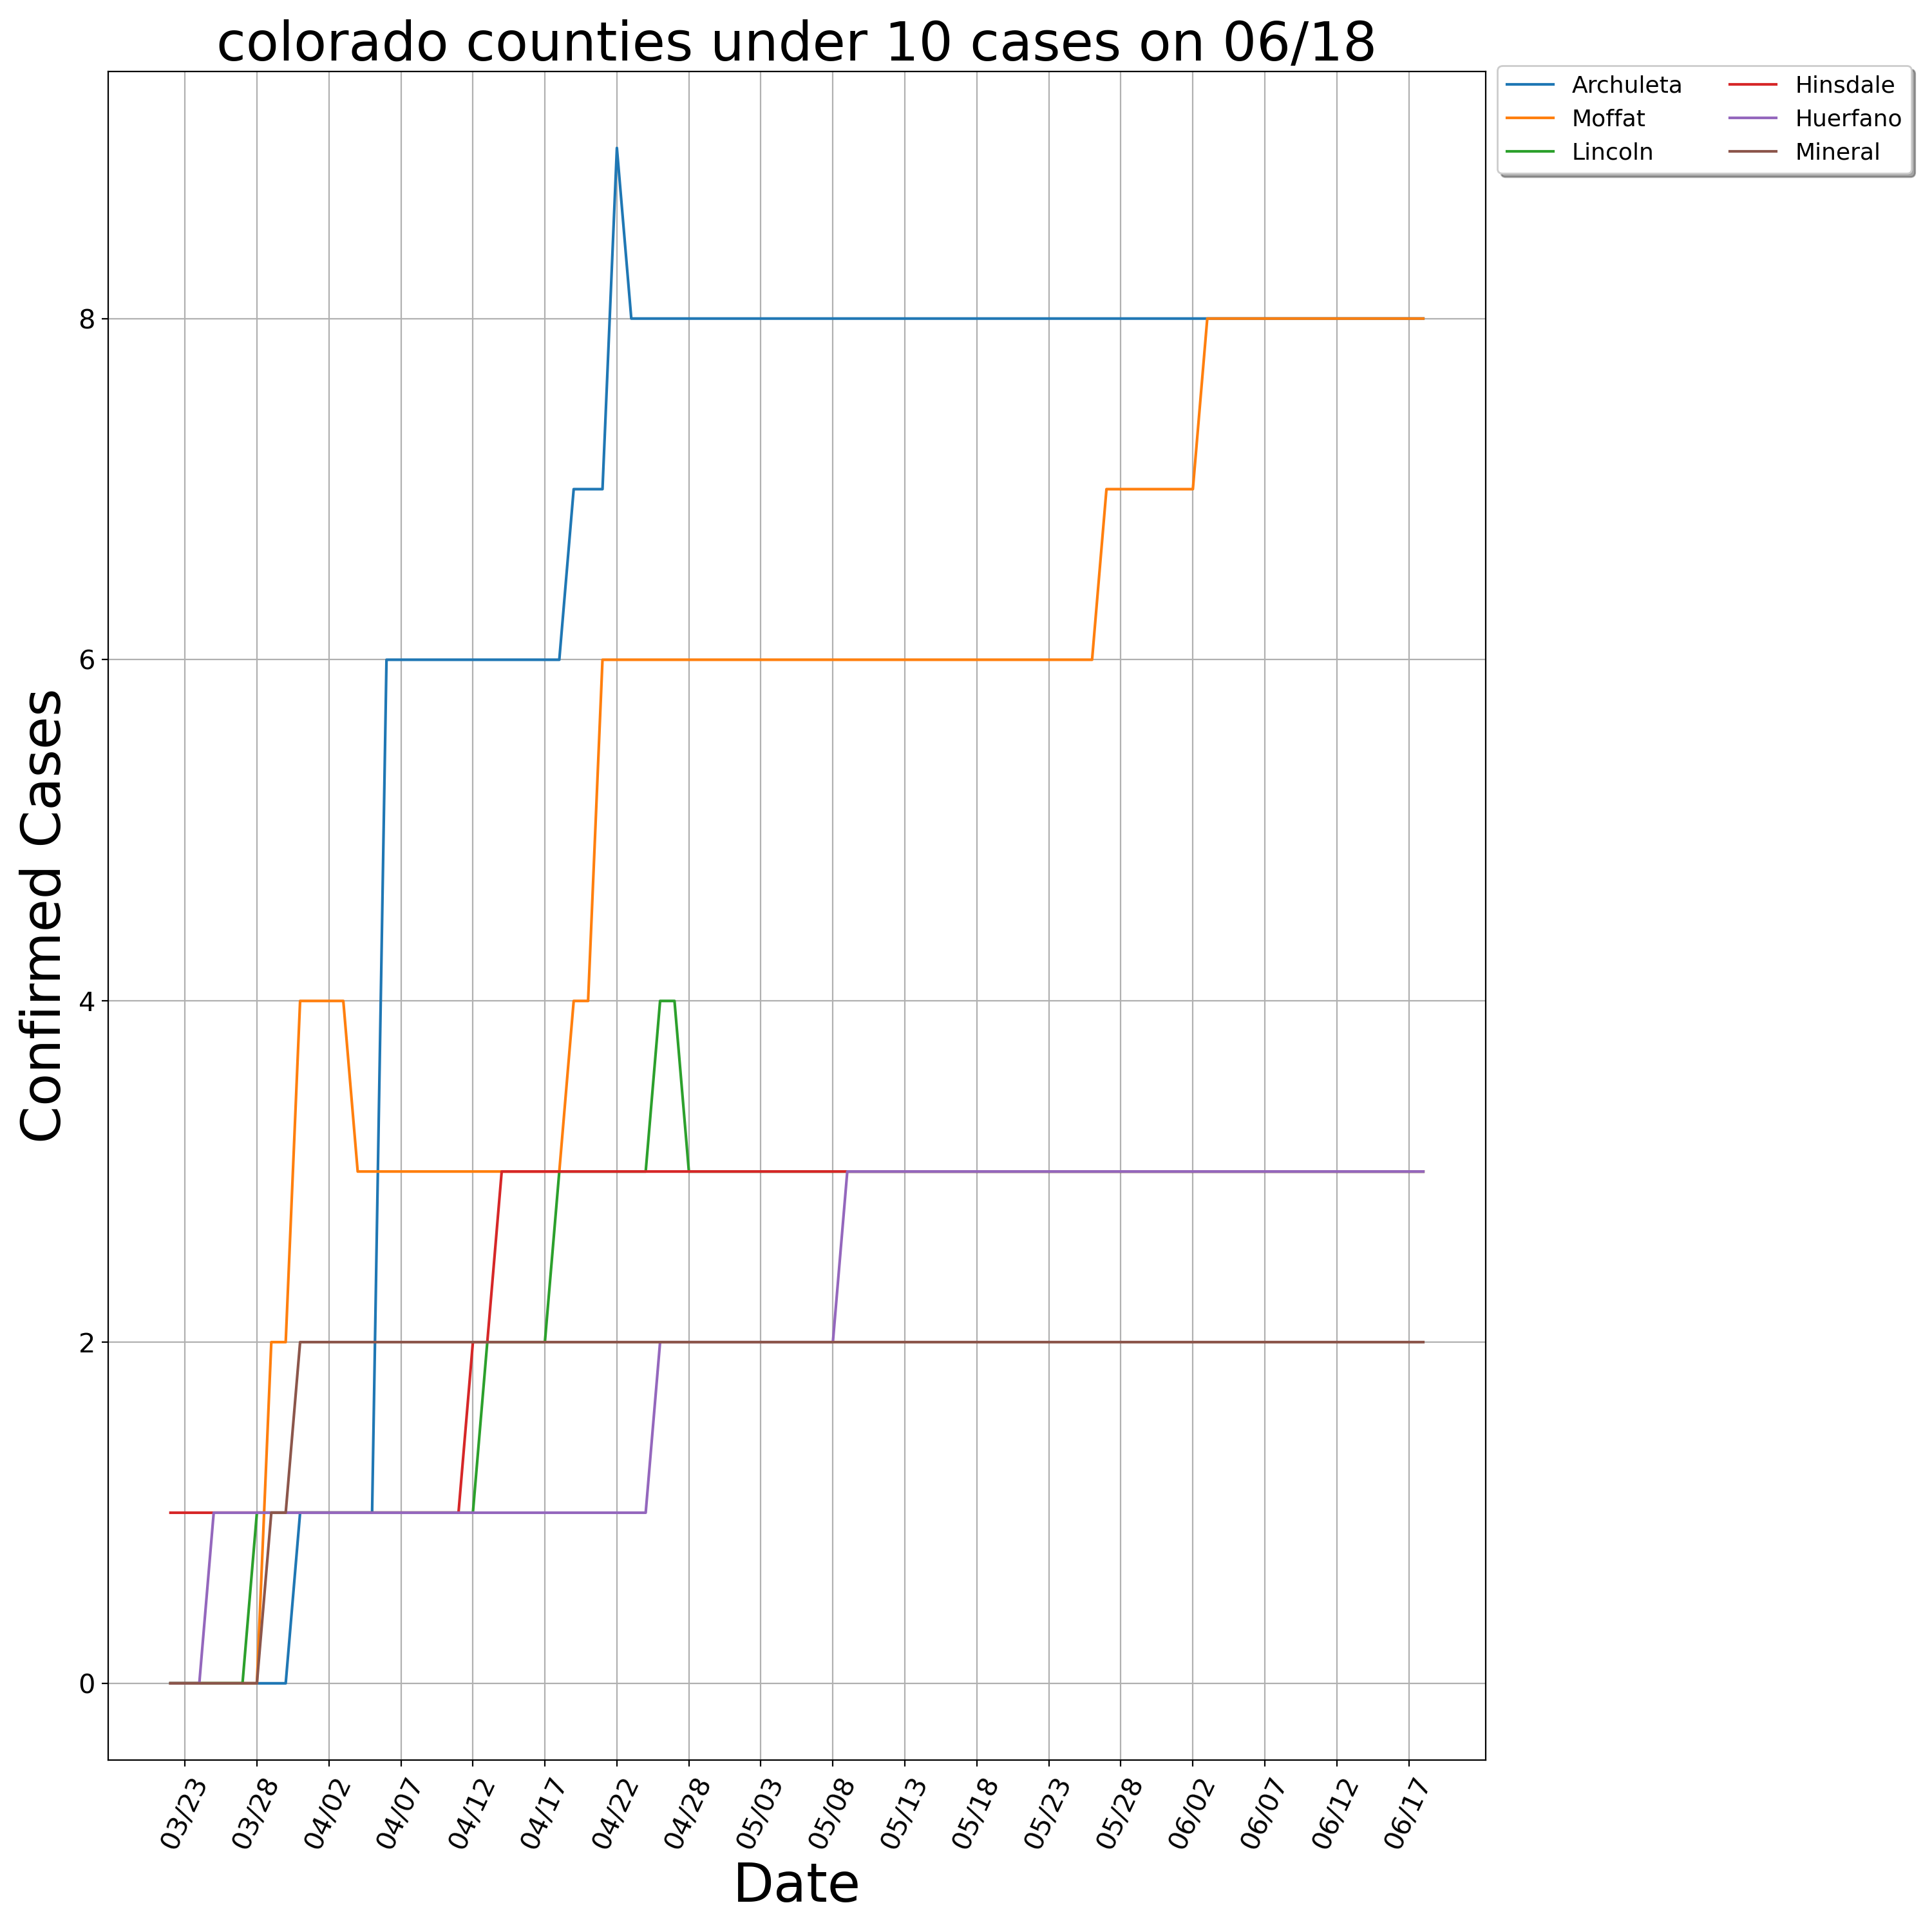 colorado counties under 10 cases on 06/18
Archuleta
Moffat
Lincoln
Hinsdale
Huerfano
Mineral
Confirmed Cases
8
6
4
2
0
03/23
03/28
04/02
04/07
04/12
04/17
04/22
04/28
05/03
05/08
05/13
05/18
05/23
05/28
06/02
06/07
06/12
06/17
Date